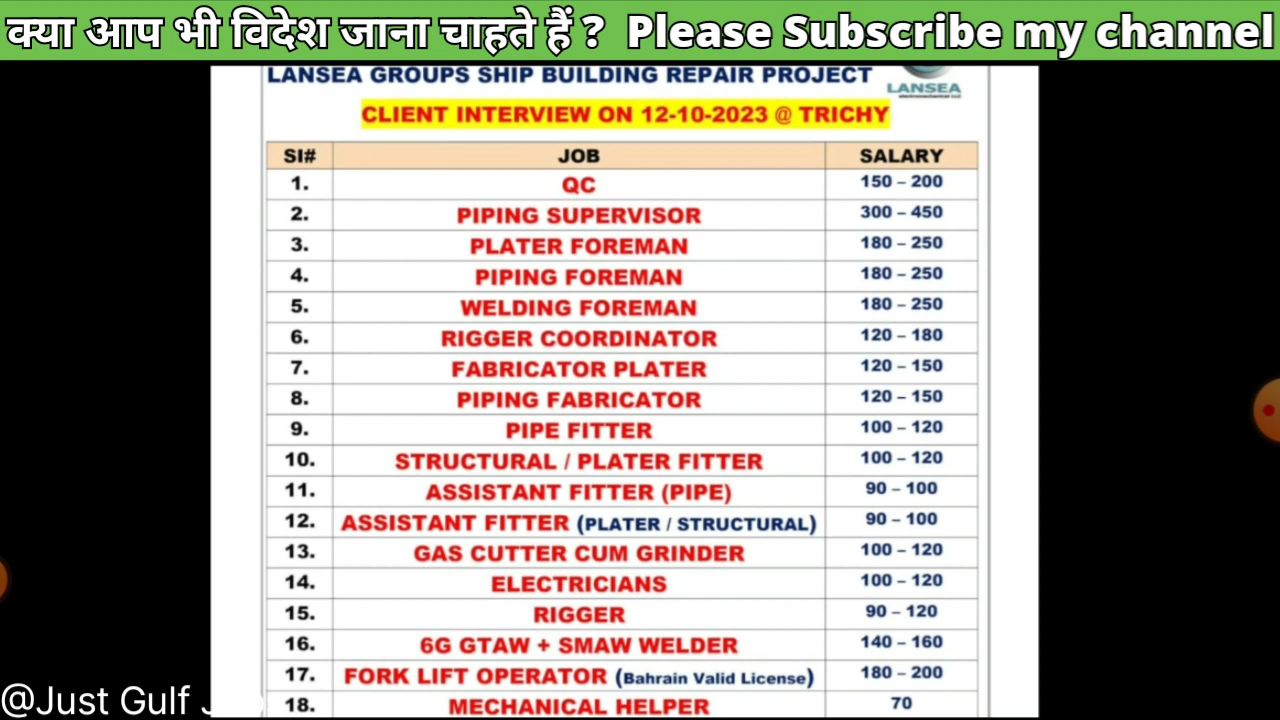 क्या आप भी विदेश जाना चाहते हैं ? Please Subscribe my channel
LANSEA GROUPS SHIP BUILDING REPAIR PROJECT
LANSEA
CLIENT INTERVIEW ON 12-10-2023 @ TRICHY
SI# JOB SALARY
1. QC 150 – 200
2. PIPING SUPERVISOR 300 – 450
3. PLATER FOREMAN 180 – 250
4. PIPING FOREMAN 180 – 250
5. WELDING FOREMAN 180 – 250
6. RIGGER COORDINATOR 120 – 180
7. FABRICATOR PLATER 120 – 150
8. PIPING FABRICATOR 120 – 150
9. PIPE FITTER 100 – 120
10. STRUCTURAL / PLATER FITTER 100 – 120
11. ASSISTANT FITTER (PIPE) 90 – 100
12. ASSISTANT FITTER (PLATER / STRUCTURAL) 90 – 100
13. GAS CUTTER CUM GRINDER 100 – 120
14. ELECTRICIANS 100 – 120
15. RIGGER 90 – 120
16. 6G GTAW + SMAW WELDER 140 – 160
17. FORK LIFT OPERATOR (Bahrain Valid License) 180 – 200
18. MECHANICAL HELPER 70
@Just Gulf